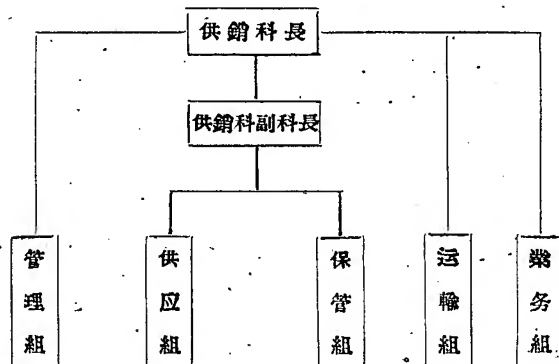 供銷科長
供銷科副科長
管理組
供应組
保管組
运輸組
業务組